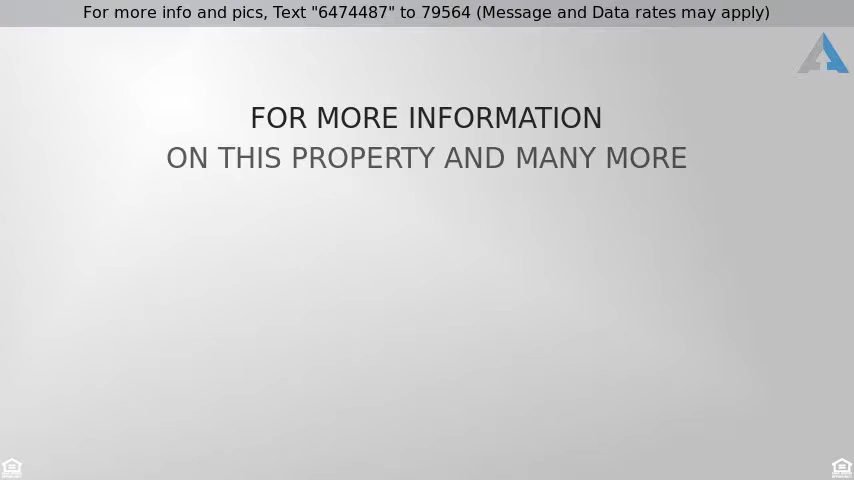 For more info and pics, Text "6474487" to 79564 (Message and Data rates may apply)
FOR MORE INFORMATION
ON THIS PROPERTY AND MANY MORE